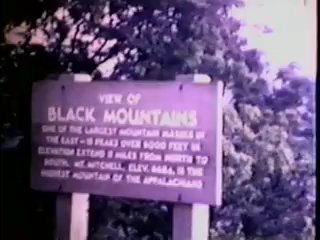 VIEW OF
BLACK MOUNTAINS
ONE OF THE LARGEST MOUNTAIN MASSES IN
THE EAST — 13 PEAKS OVER 6000 FEET IN
ELEVATION EXTEND 11 MILES FROM NORTH TO
SOUTH. MT. MITCHELL, ELEV. 6684, IS THE
HIGHEST MOUNTAIN OF THE APPALACHIANS